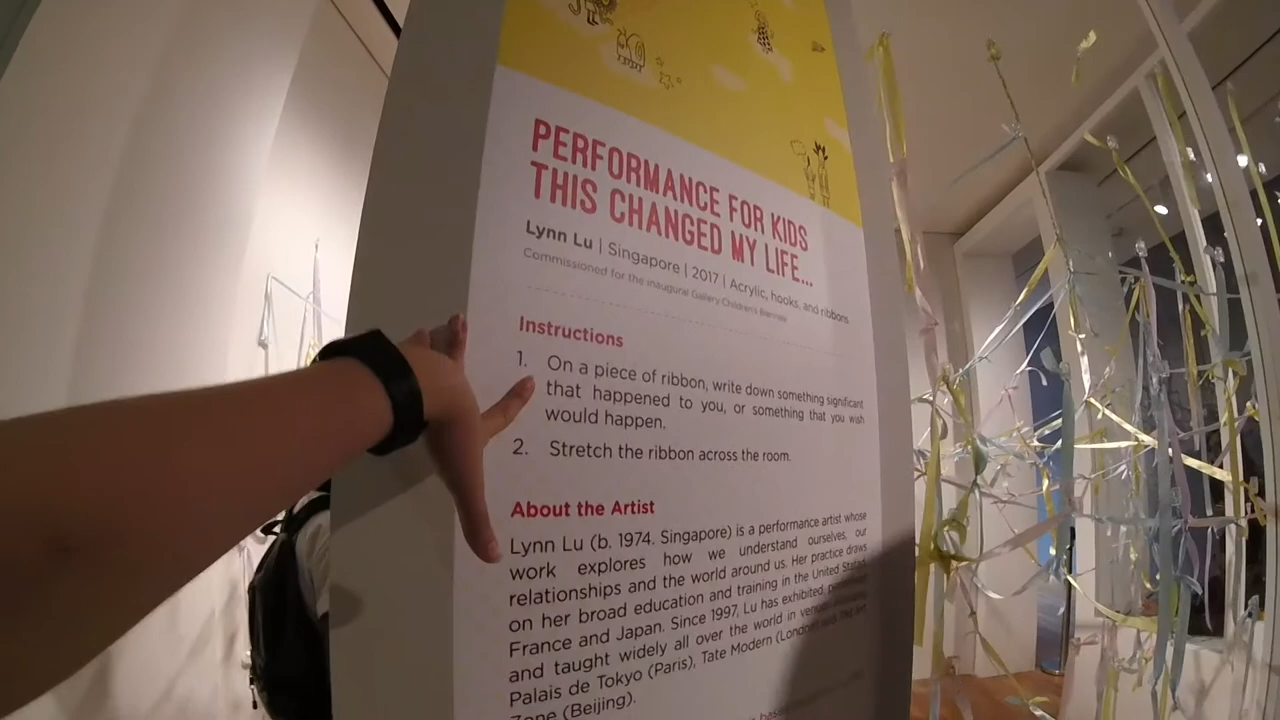 PERFORMANCE FOR KIDS
THIS CHANGED MY LIFE...
Lynn Lu | Singapore | 2017 | Acrylic, hooks, and ribbons
Commissioned for the inaugural Gallery Children's Biennale
Instructions
1. On a piece of ribbon, write down something significant
that happened to you, or something that you wish
would happen.
2. Stretch the ribbon across the room.
About the Artist
Lynn Lu (b. 1974. Singapore) is a performance artist whose
work explores how we understand ourselves, our
relationships and the world around us. Her practice draws
on her broad education and training in the United States,
France and Japan. Since 1997, Lu has exhibited,
and taught widely all over the world in venues
Palais de Tokyo (Paris), Tate Modern (London)
Zone (Beijing).